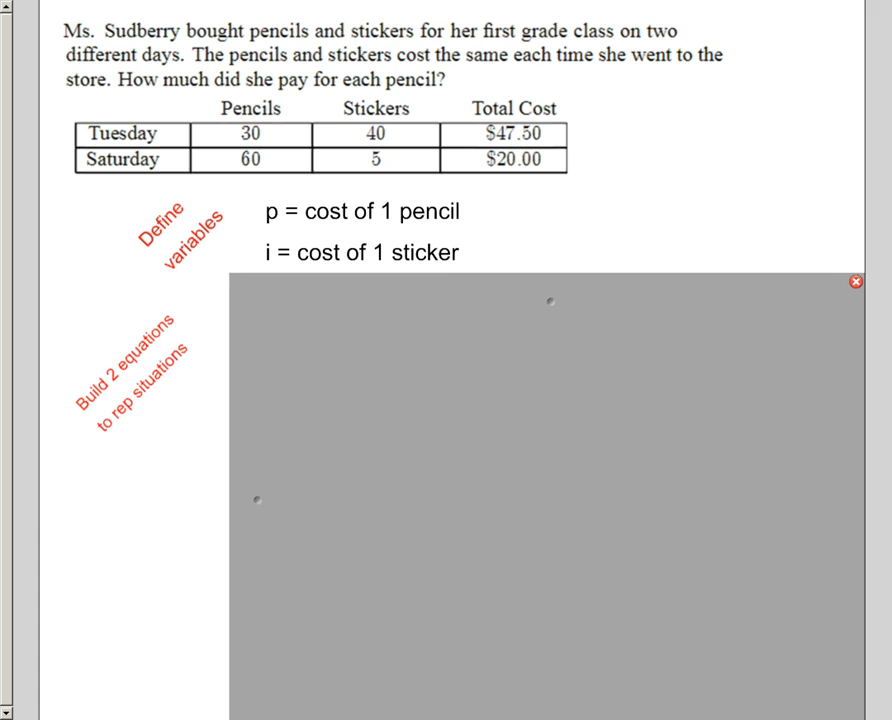 Ms. Sudberry bought pencils and stickers for her first grade class on two
different days. The pencils and stickers cost the same each time she went to the
store. How much did she pay for each pencil?
Pencils Stickers Total Cost
Tuesday 30 40 $47.50
Saturday 60 5 $20.00
Define
variables
p = cost of 1 pencil
i = cost of 1 sticker
Build 2 equations
to rep situations